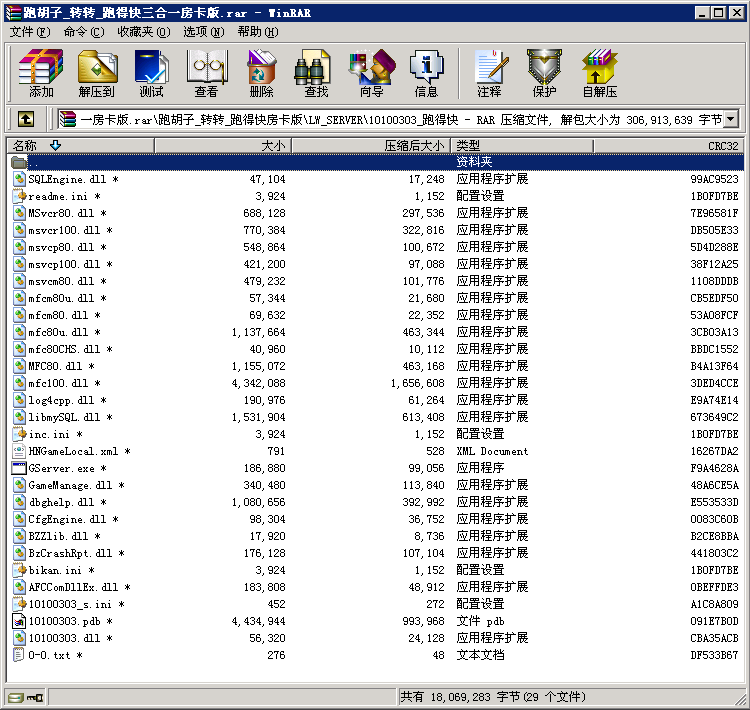 跑胡子_转转_跑得快三合一房卡版.rar - WinRAR
文件(F) 命令(C) 收藏夹(O) 选项(N) 帮助(H)
添加 解压到 测试 查看 删除 查找 向导 信息 注释 保护 自解压
一房卡版.rar\跑胡子_转转_跑得快房卡版\LW_SERVER\10100303_跑得快 - RAR 压缩文件, 解包大小为 306,913,639 字节
名称 大小 压缩后大小 类型 CRC32
.. 资料夹
SQLEngine.dll * 47,104 17,248 应用程序扩展 99AC9523
readme.ini * 3,924 1,152 配置设置 1B0FD7BE
MSvcr80.dll * 688,128 297,536 应用程序扩展 7E96581F
msvcr100.dll * 770,384 322,816 应用程序扩展 DB505E33
msvcp80.dll * 548,864 100,672 应用程序扩展 5D4D288E
msvcp100.dll * 421,200 97,088 应用程序扩展 38F12A25
msvcm80.dll * 479,232 101,776 应用程序扩展 1108DDDB
mfcm80u.dll * 57,344 21,680 应用程序扩展 CB5EDF50
mfcm80.dll * 69,632 22,352 应用程序扩展 53A08FCF
mfc80u.dll * 1,137,664 463,344 应用程序扩展 3CB03A13
mfc80CHS.dll * 40,960 10,112 应用程序扩展 BBDC1552
MFC80.dll * 1,155,072 463,168 应用程序扩展 B4A13F64
mfc100.dll * 4,342,088 1,656,608 应用程序扩展 3DED4CCE
log4cpp.dll * 190,976 61,264 应用程序扩展 E9A74E14
libmySQL.dll * 1,531,904 613,408 应用程序扩展 673649C2
inc.ini * 3,924 1,152 配置设置 1B0FD7BE
HNGameLocal.xml * 791 528 XML Document 16267DA2
GServer.exe * 186,880 99,056 应用程序 F9A4628A
GameManage.dll * 340,480 113,840 应用程序扩展 48A6CE5A
dbghelp.dll * 1,080,656 392,992 应用程序扩展 E553533D
CfgEngine.dll * 98,304 36,752 应用程序扩展 0083C60B
BZZlib.dll * 17,920 8,736 应用程序扩展 B2CE8BBA
BzCrashRpt.dll * 176,128 107,104 应用程序扩展 441803C2
bikan.ini * 3,924 1,152 配置设置 1B0FD7BE
AFCComDllEx.dll * 183,808 48,912 应用程序扩展 0BEFFDE3
10100303_s.ini * 452 272 配置设置 A1C8A809
10100303.pdb * 4,434,944 993,968 文件 pdb 091E7B0D
10100303.dll * 56,320 24,128 应用程序扩展 CBA35ACB
0-0.txt * 276 48 文本文档 DF533B67
共有 18,069,283 字节(29 个文件)